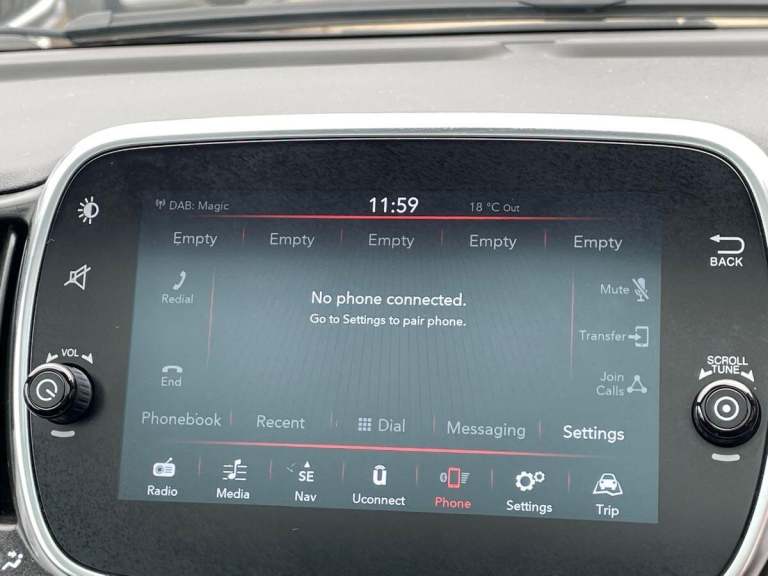 DAB: Magic 11:59 18 °C Out
Empty Empty Empty Empty Empty
Redial
No phone connected.
Go to Settings to pair phone.
Mute
Transfer
End
Join
Calls
Phonebook Recent Dial Messaging Settings
Radio Media SE Nav Uconnect Phone Settings Trip
VOL
BACK
SCROLL
TUNE